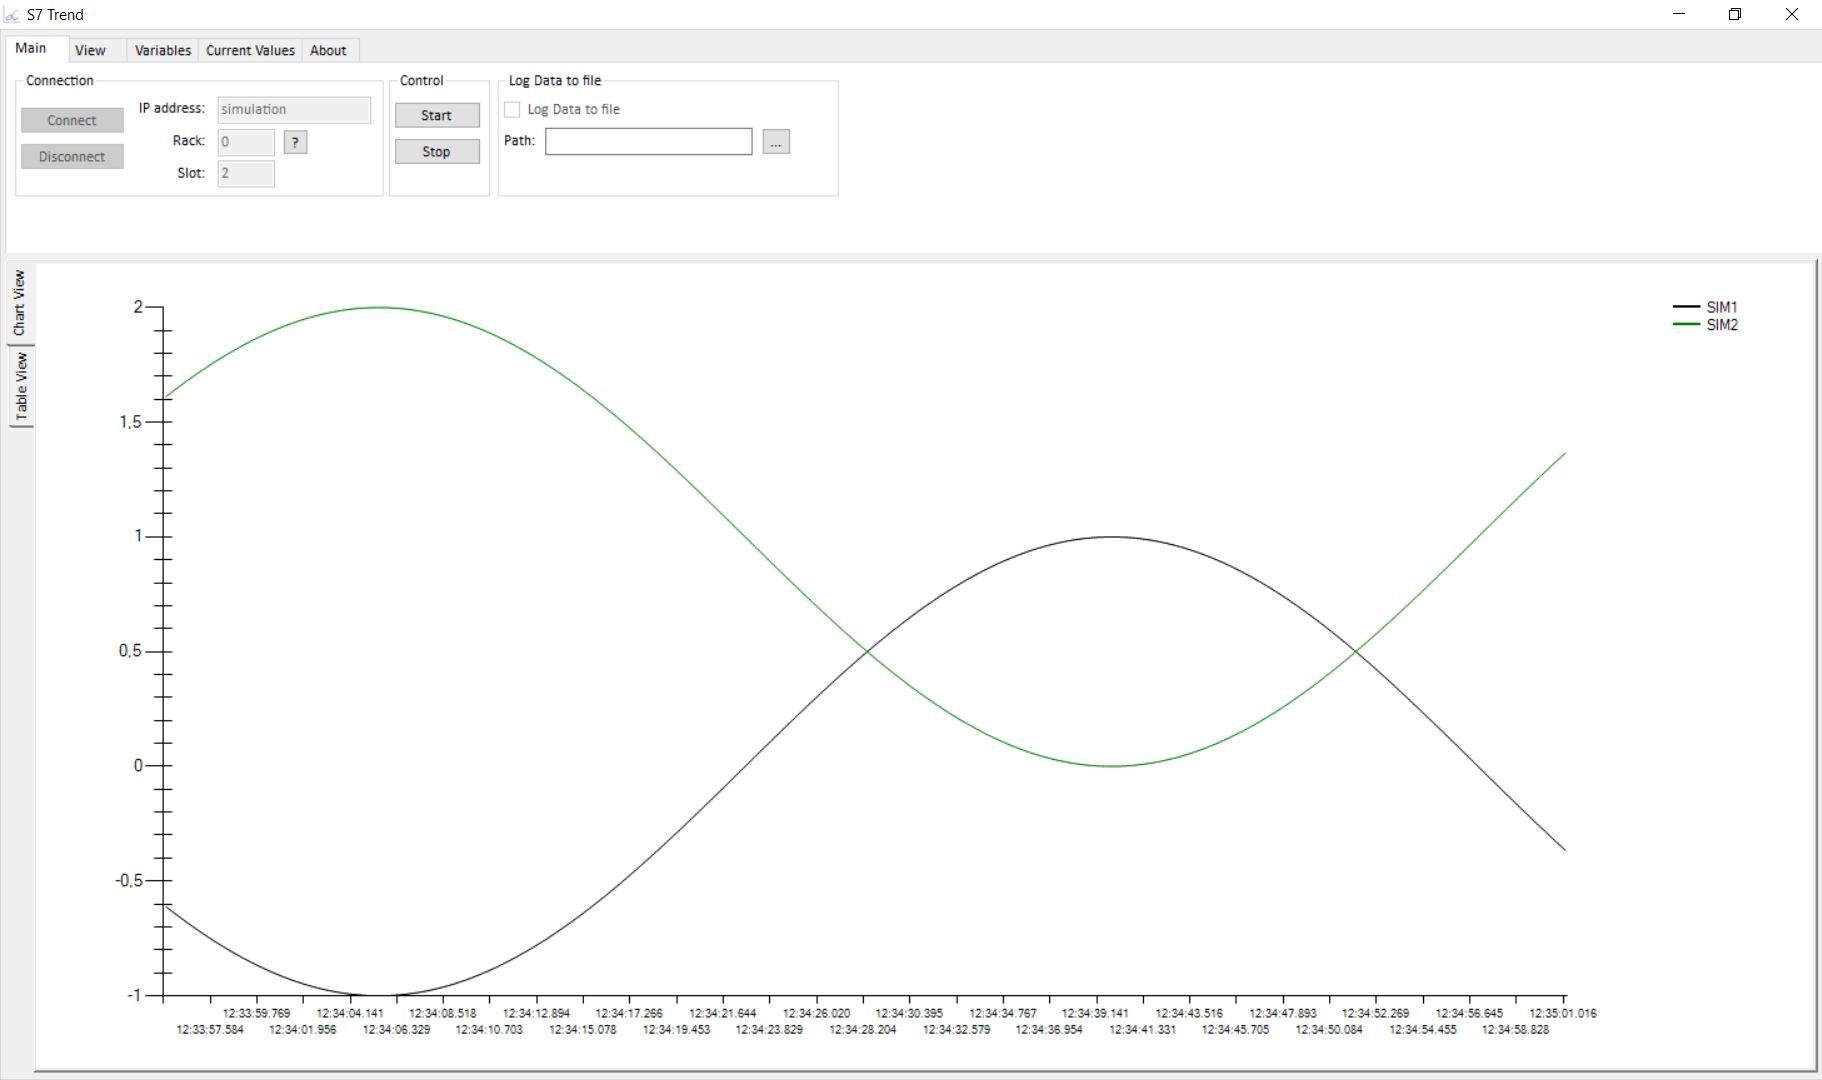 S7 Trend
Main View Variables Current Values About
Connection
Connect
Disconnect
IP address: simulation
Rack: 0 ?
Slot: 2
Control
Start
Stop
Log Data to file
Log Data to file
Path: ...
Chart View
Table View
2
1,5
1
0,5
0
-0,5
-1
SIM1
SIM2
12:33:59.769 12:34:04.141 12:34:08.518 12:34:12.894 12:34:17.266 12:34:21.644 12:34:26.020 12:34:30.395 12:34:34.767 12:34:39.141 12:34:43.516 12:34:47.893 12:34:52.269 12:34:56.645 12:35:01.016
12:33:57.584 12:34:01.956 12:34:06.329 12:34:10.703 12:34:15.078 12:34:19.453 12:34:23.829 12:34:28.204 12:34:32.579 12:34:36.954 12:34:41.331 12:34:45.705 12:34:50.084 12:34:54.455 12:34:58.828